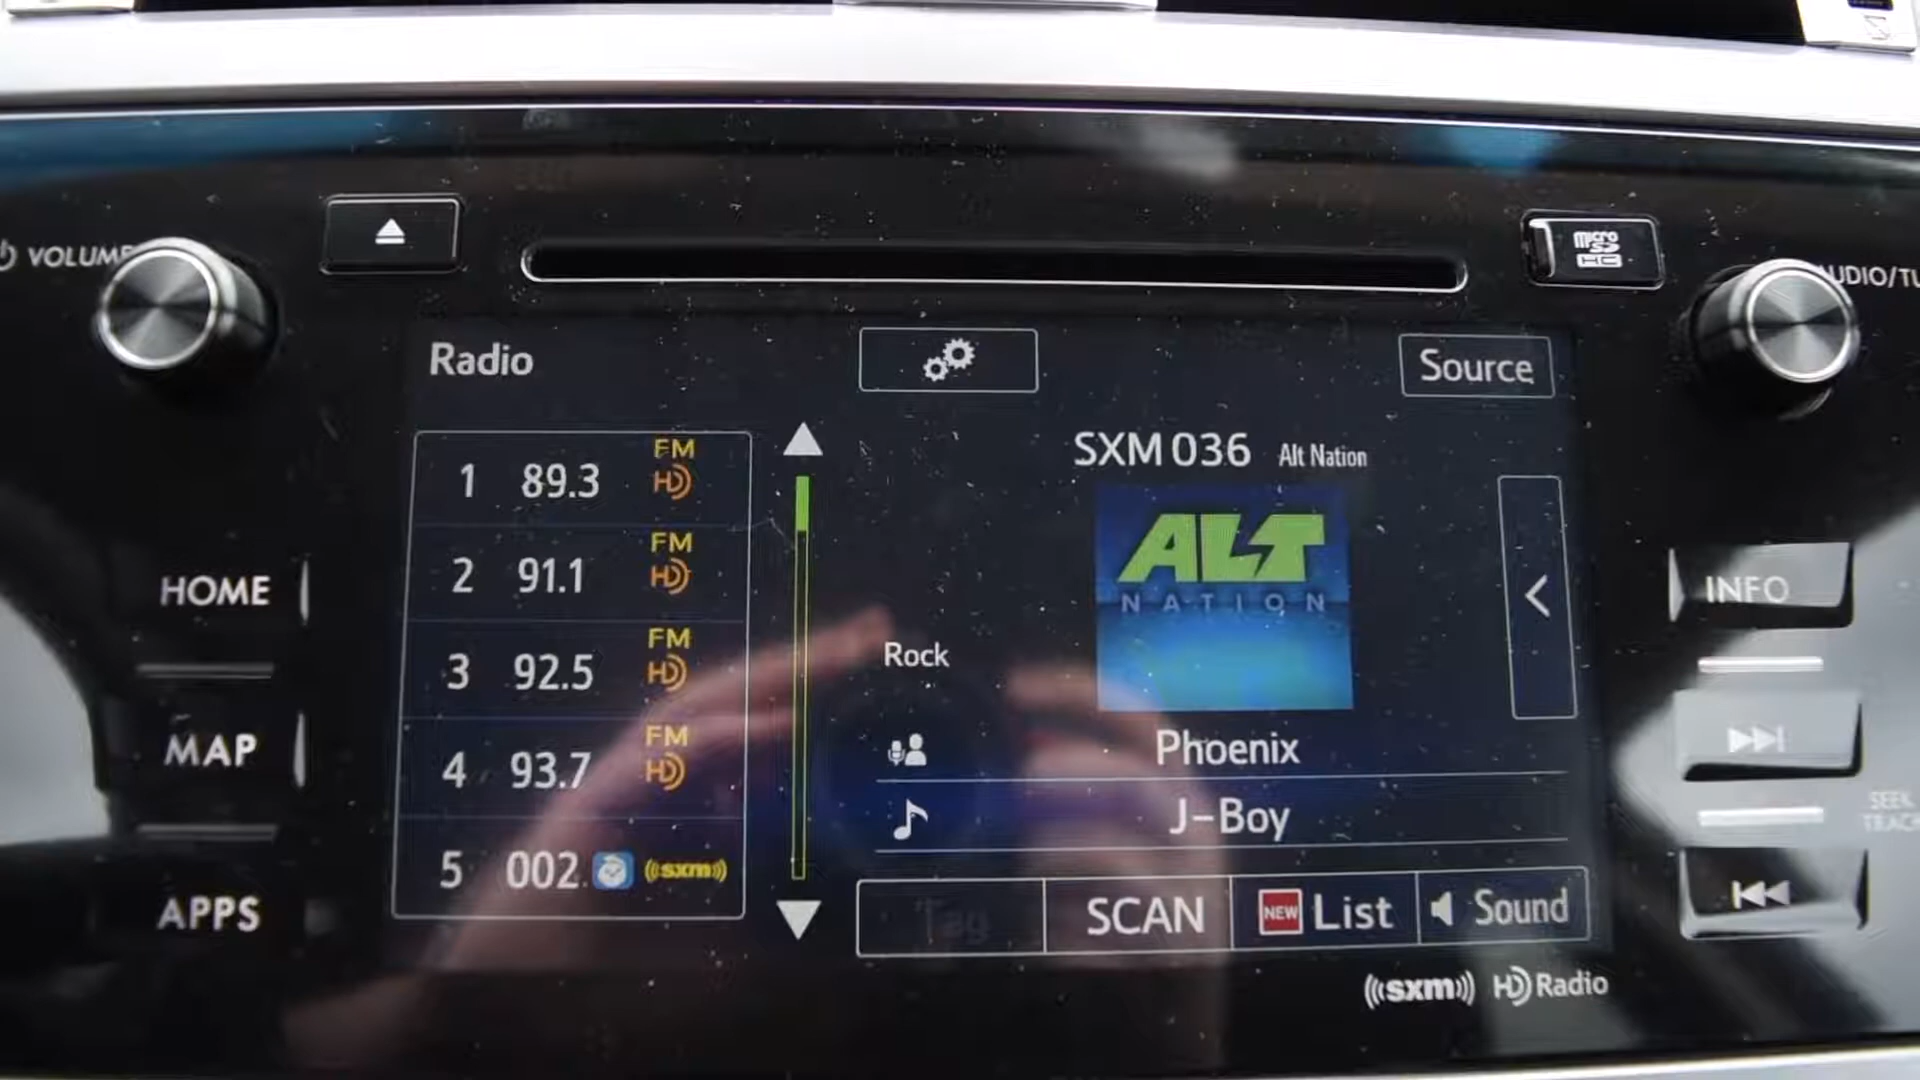 VOLUME
micro SD HC
AUDIO/TU
Radio
Source
1 89.3 FM HD
2 91.1 FM HD
3 92.5 FM HD
4 93.7 FM HD
5 002 ((sxm))
SXM 036 Alt Nation
ALT
NATION
Rock
Phoenix
J-Boy
Tag SCAN NEW List Sound
((sxm)) HD Radio
HOME
MAP
APPS
INFO
SEEK
TRACK